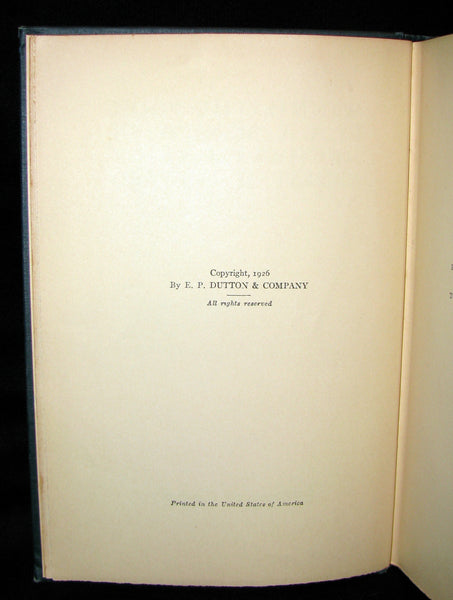 Copyright, 1926
By E. P. DUTTON & COMPANY
All rights reserved
Printed in the United States of America